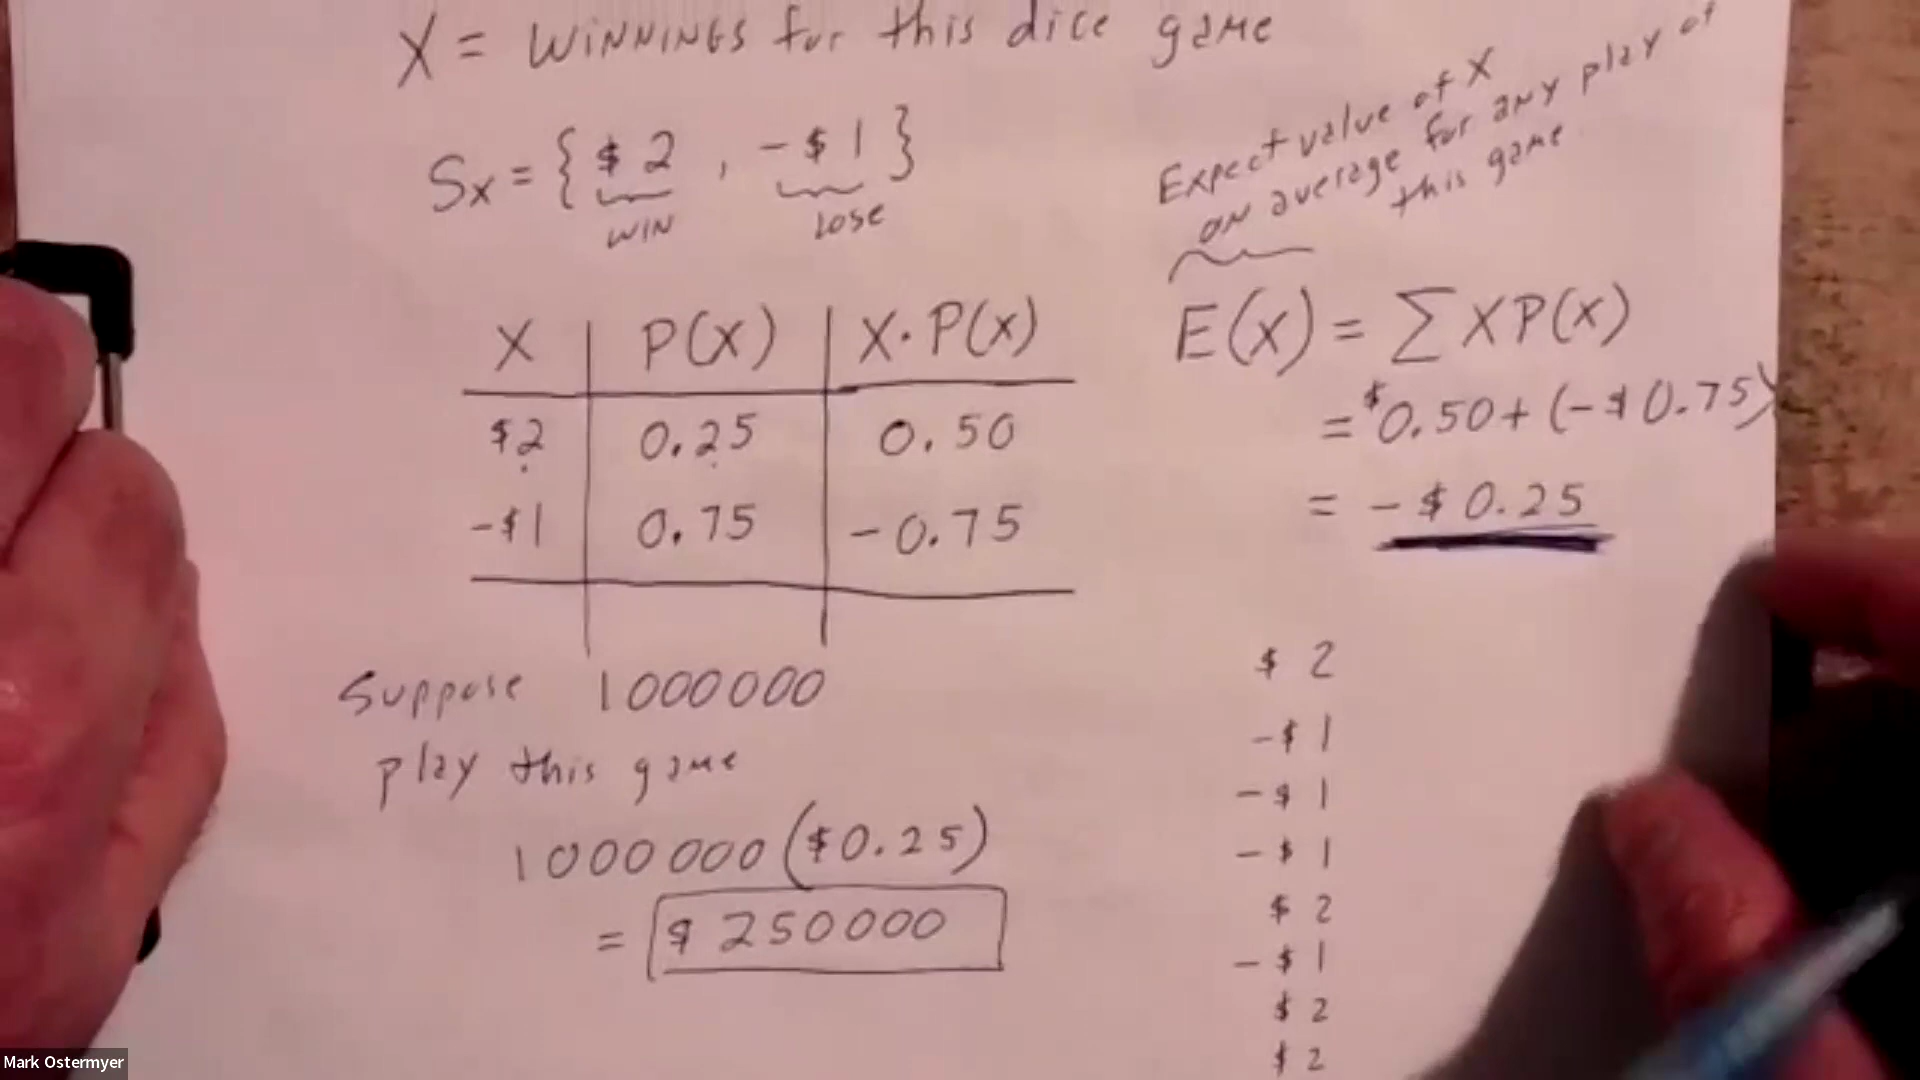 X = WINNINGS for this dice game
Sx = { $ 2 , - $ 1 }
WIN lose
Expect value of X
on average for any play of
this game
X P(X) X·P(X)
$2 0.25 0.50
-$1 0.75 -0.75
E(X) = ∑ X P(X)
= $0.50 + (-$0.75)
= -$0.25
Suppose 1000000
play this game
1000000 ($0.25)
= $ 250000
$ 2
-$ 1
-$ 1
-$ 1
$ 2
-$ 1
$ 2
$ 2
Mark Ostermyer